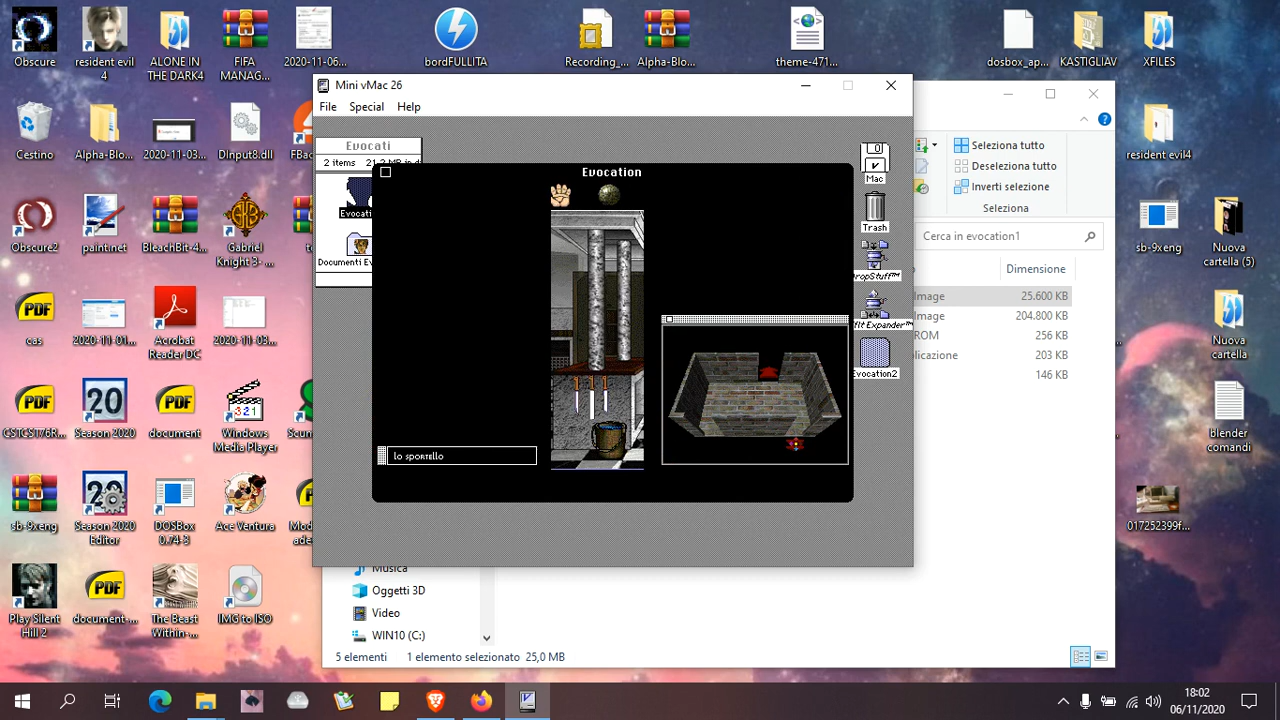 Obscure
resident evil 4
ALONE IN THE DARK4
FIFA MANAG...
2020-11-06...
bordFULLITA
Recording_...
Alpha-Blo...
theme-471...
dosbox_ap...
KASTIGLIAV
XFILES
Cestino
Alpha-Blo...
2020-11-03...
DInput8.dll
resident evil4
Obscure2
paint.net
BleachBit-4...
Gabriel Knight 3-...
sb-9xeng
Nuova cartella (5)
cas
2020-11-01...
Acrobat Reader DC
2020-11-03...
Nuova cartella
Season 2020
document
Windows Media Player
blender comandi
sb-9xeng
Season 2020 Editor
DOSBox 0.74-3
Ace Ventura
017252399f...
Play Silent Hill 2
document-...
The Beast Within-...
IMG to ISO
Mini vMac 26
File Special Help
Evocati
2 items
Evocation
Mac
Trash
Evocation2
lo sportello
Seleziona tutto
Deseleziona tutto
Inverti selezione
Seleziona
Cerca in evocation1
Dimensione
Image 25.600 KB
Image 204.800 KB
ROM 256 KB
plicazione 203 KB
146 KB
Musica
Oggetti 3D
Video
WIN10 (C:)
5 elementi 1 elemento selezionato 25,0 MB
18:02
06/11/2020